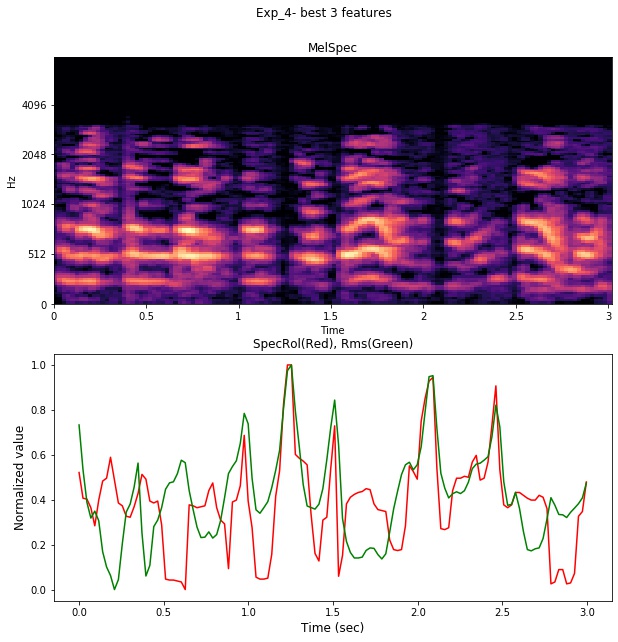 Exp_4- best 3 features
MelSpec
4096
2048
1024
512
0
Hz
0 0.5 1 1.5 2 2.5 3
Time
SpecRol(Red), Rms(Green)
1.0
0.8
0.6
0.4
0.2
0.0
Normalized value
0.0 0.5 1.0 1.5 2.0 2.5 3.0
Time (sec)